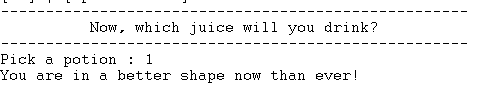 ------------------------------------------------------
Now, which juice will you drink?
------------------------------------------------------
Pick a potion : 1
You are in a better shape now than ever!